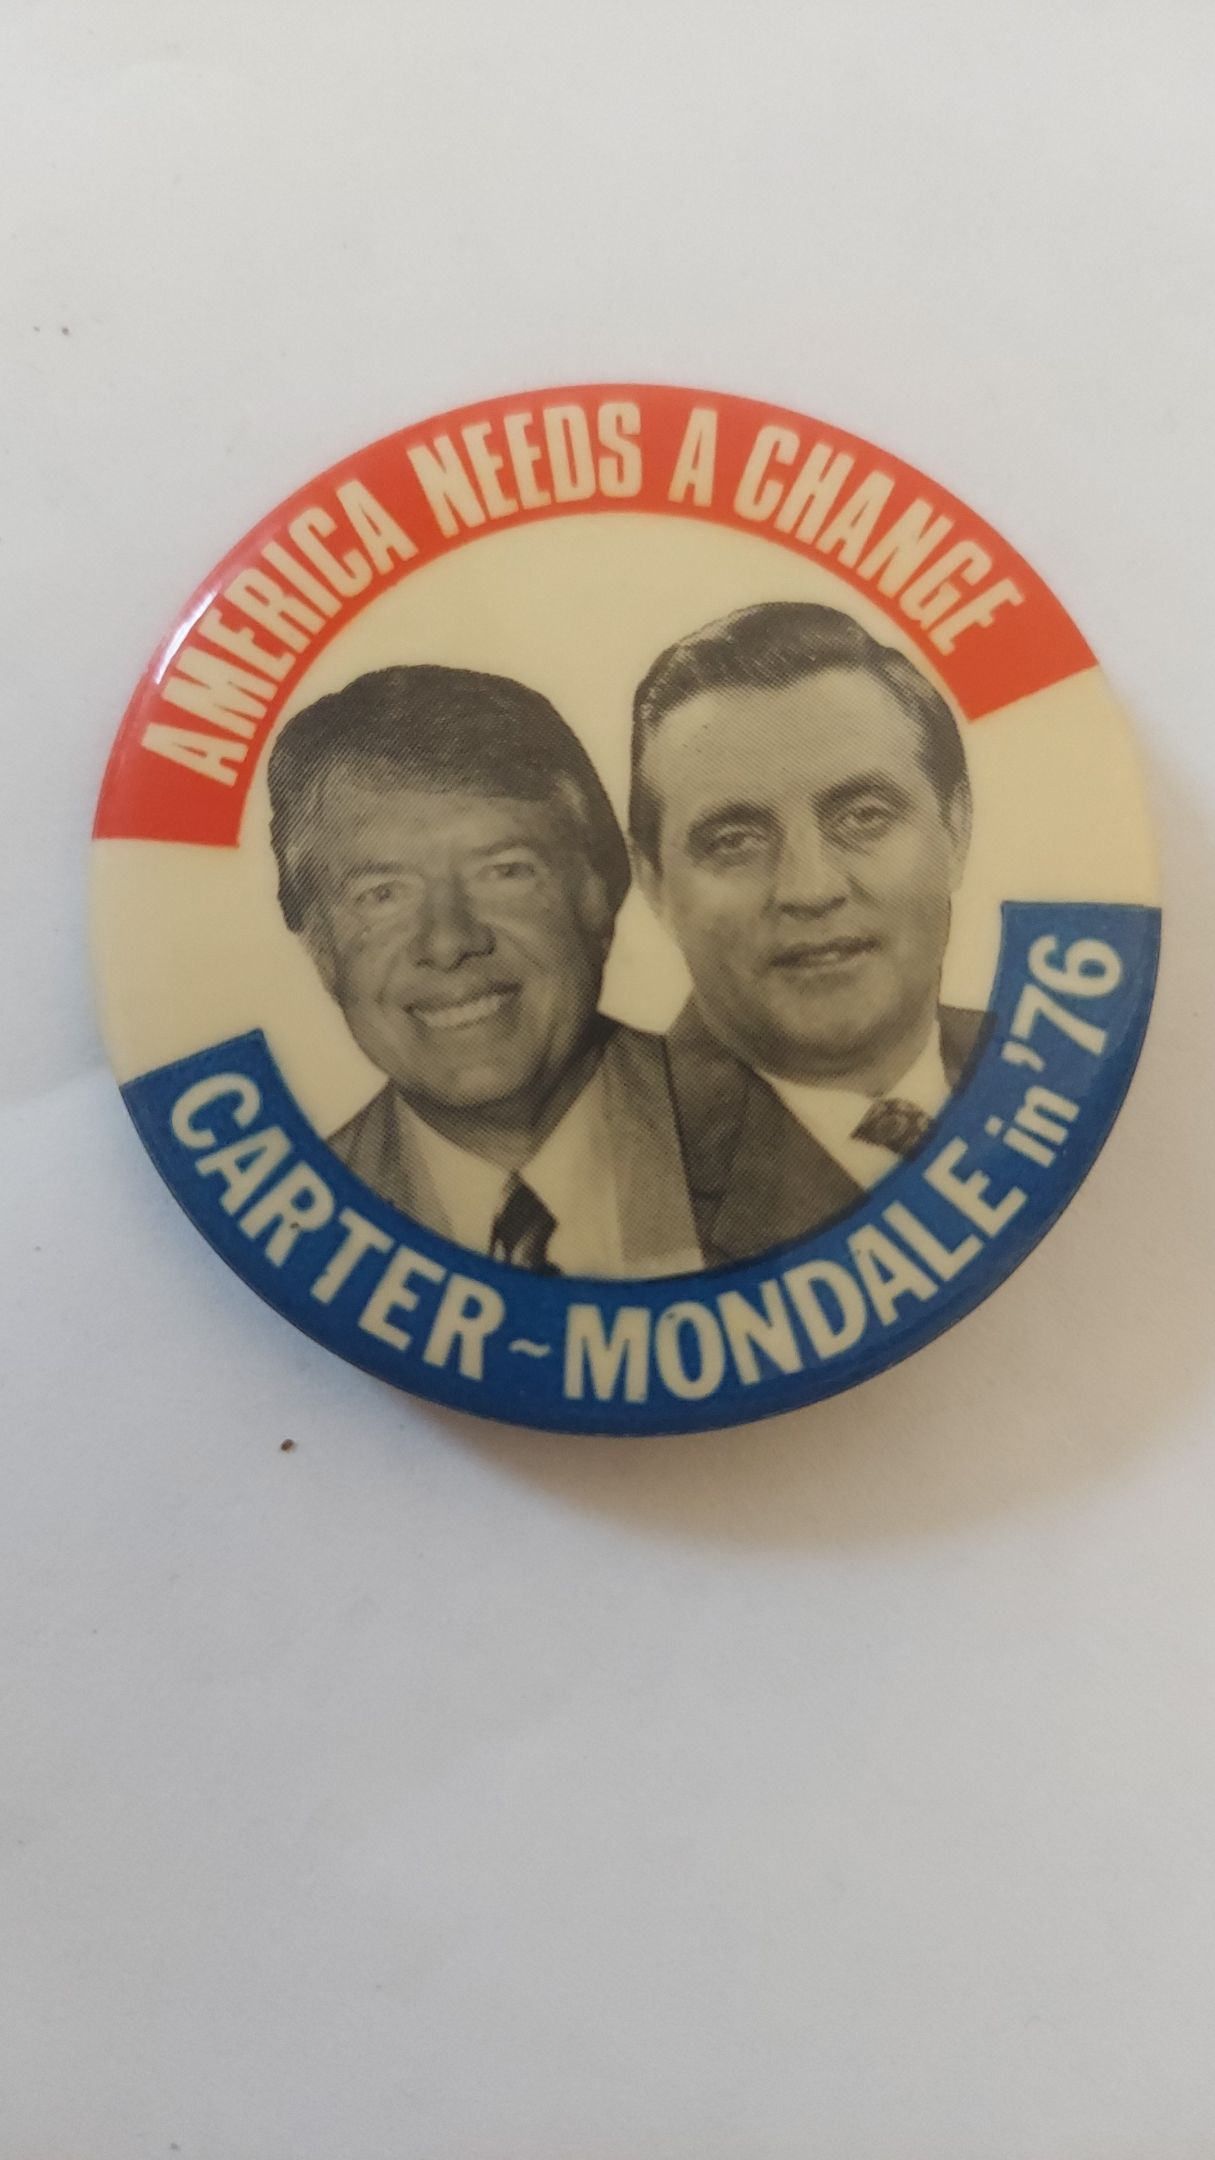 AMERICA NEEDS A CHANGE
CARTER~MONDALE in '76